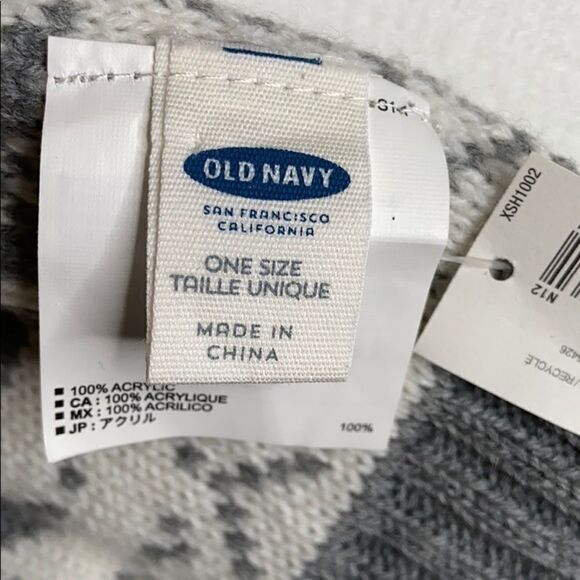 OLD NAVY
SAN FRANCISCO
CALIFORNIA
ONE SIZE
TAILLE UNIQUE
MADE IN
CHINA
■ 100% ACRYLIC
■ CA : 100% ACRYLIQUE
■ MX : 100% ACRILICO
■ JP : アクリル
100%
XSH1002
N12
RECYCLE